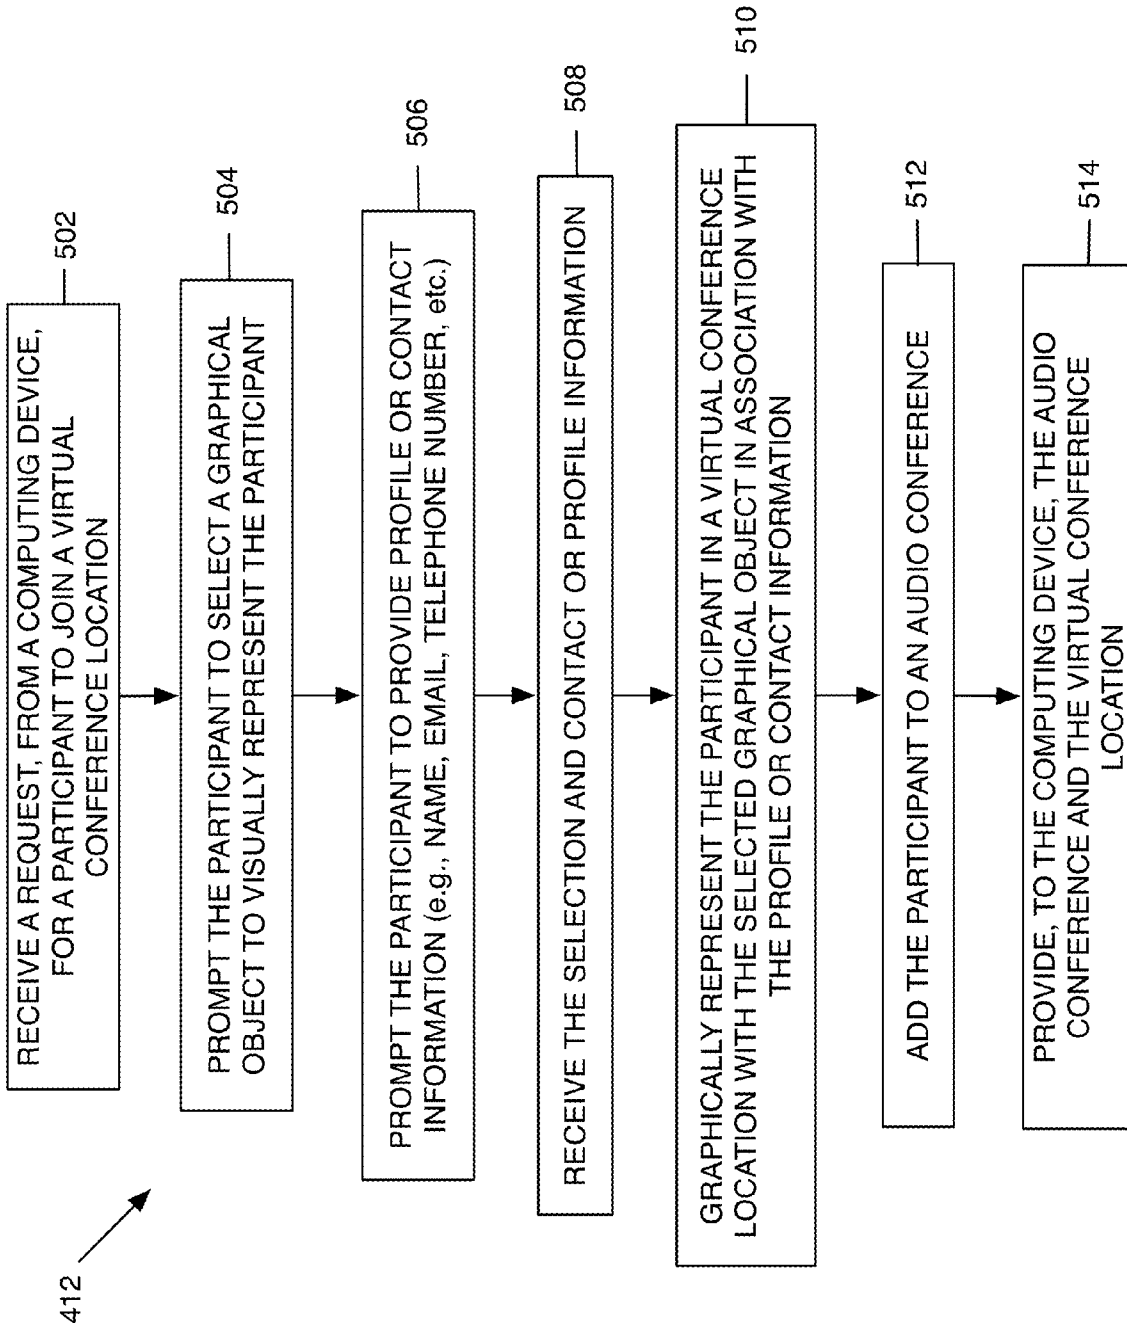 412
RECEIVE A REQUEST, FROM A COMPUTING DEVICE,
FOR A PARTICIPANT TO JOIN A VIRTUAL
CONFERENCE LOCATION
502
PROMPT THE PARTICIPANT TO SELECT A GRAPHICAL
OBJECT TO VISUALLY REPRESENT THE PARTICIPANT
504
PROMPT THE PARTICIPANT TO PROVIDE PROFILE OR CONTACT
INFORMATION (e.g., NAME, EMAIL, TELEPHONE NUMBER, etc.)
506
RECEIVE THE SELECTION AND CONTACT OR PROFILE INFORMATION
508
GRAPHICALLY REPRESENT THE PARTICIPANT IN A VIRTUAL CONFERENCE
LOCATION WITH THE SELECTED GRAPHICAL OBJECT IN ASSOCIATION WITH
THE PROFILE OR CONTACT INFORMATION
510
ADD THE PARTICIPANT TO AN AUDIO CONFERENCE
512
PROVIDE, TO THE COMPUTING DEVICE, THE AUDIO
CONFERENCE AND THE VIRTUAL CONFERENCE
LOCATION
514